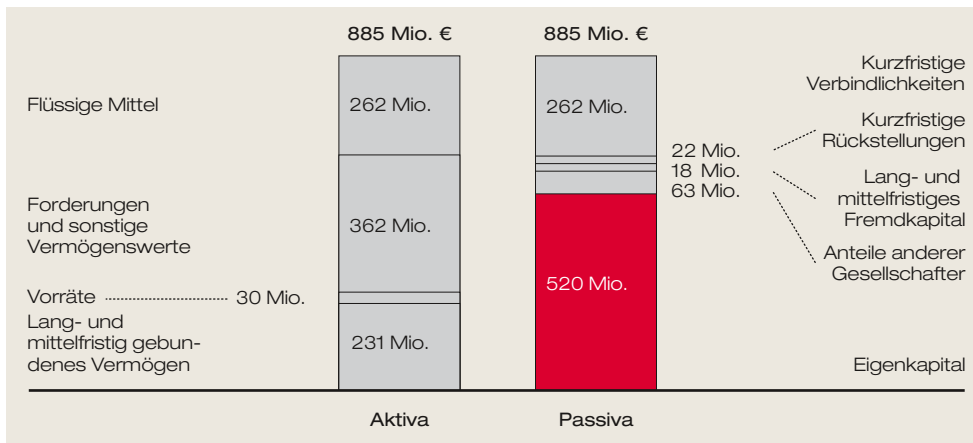 885 Mio. €
885 Mio. €
Flüssige Mittel
262 Mio.
Forderungen
und sonstige
Vermögenswerte
362 Mio.
Vorräte
30 Mio.
Lang- und
mittelfristig gebun-
denes Vermögen
231 Mio.
262 Mio.
Kurzfristige
Verbindlichkeiten
22 Mio.
Kurzfristige
Rückstellungen
18 Mio.
Lang- und
mittelfristiges
Fremdkapital
63 Mio.
Anteile anderer
Gesellschafter
520 Mio.
Eigenkapital
Aktiva
Passiva